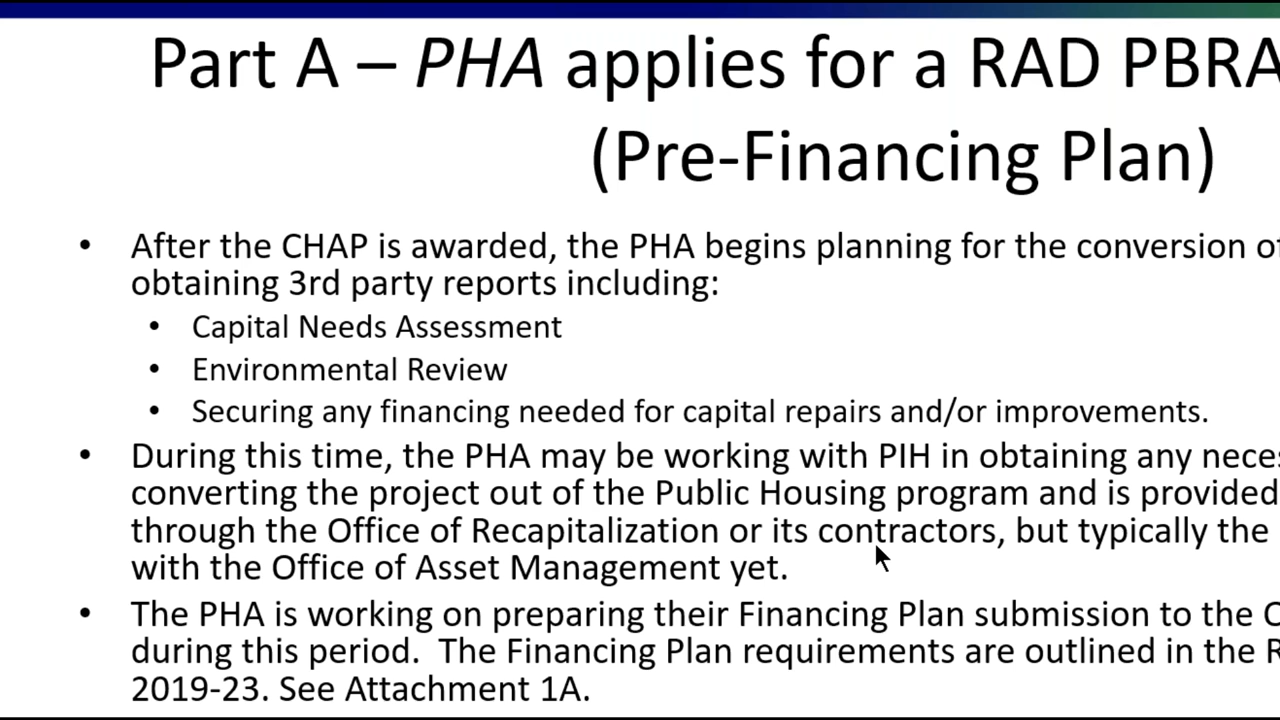 Part A – PHA applies for a RAD PBRA
(Pre-Financing Plan)
• After the CHAP is awarded, the PHA begins planning for the conversion of
obtaining 3rd party reports including:
• Capital Needs Assessment
• Environmental Review
• Securing any financing needed for capital repairs and/or improvements.
• During this time, the PHA may be working with PIH in obtaining any neces
converting the project out of the Public Housing program and is provided
through the Office of Recapitalization or its contractors, but typically the
with the Office of Asset Management yet.
• The PHA is working on preparing their Financing Plan submission to the
during this period. The Financing Plan requirements are outlined in the
2019-23. See Attachment 1A.